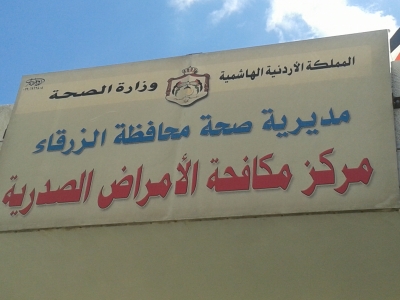 المملكة الأردنية الهاشمية وزارة الصحة
مديرية صحة محافظة الزرقاء
مركز مكافحة الأمراض الصدرية